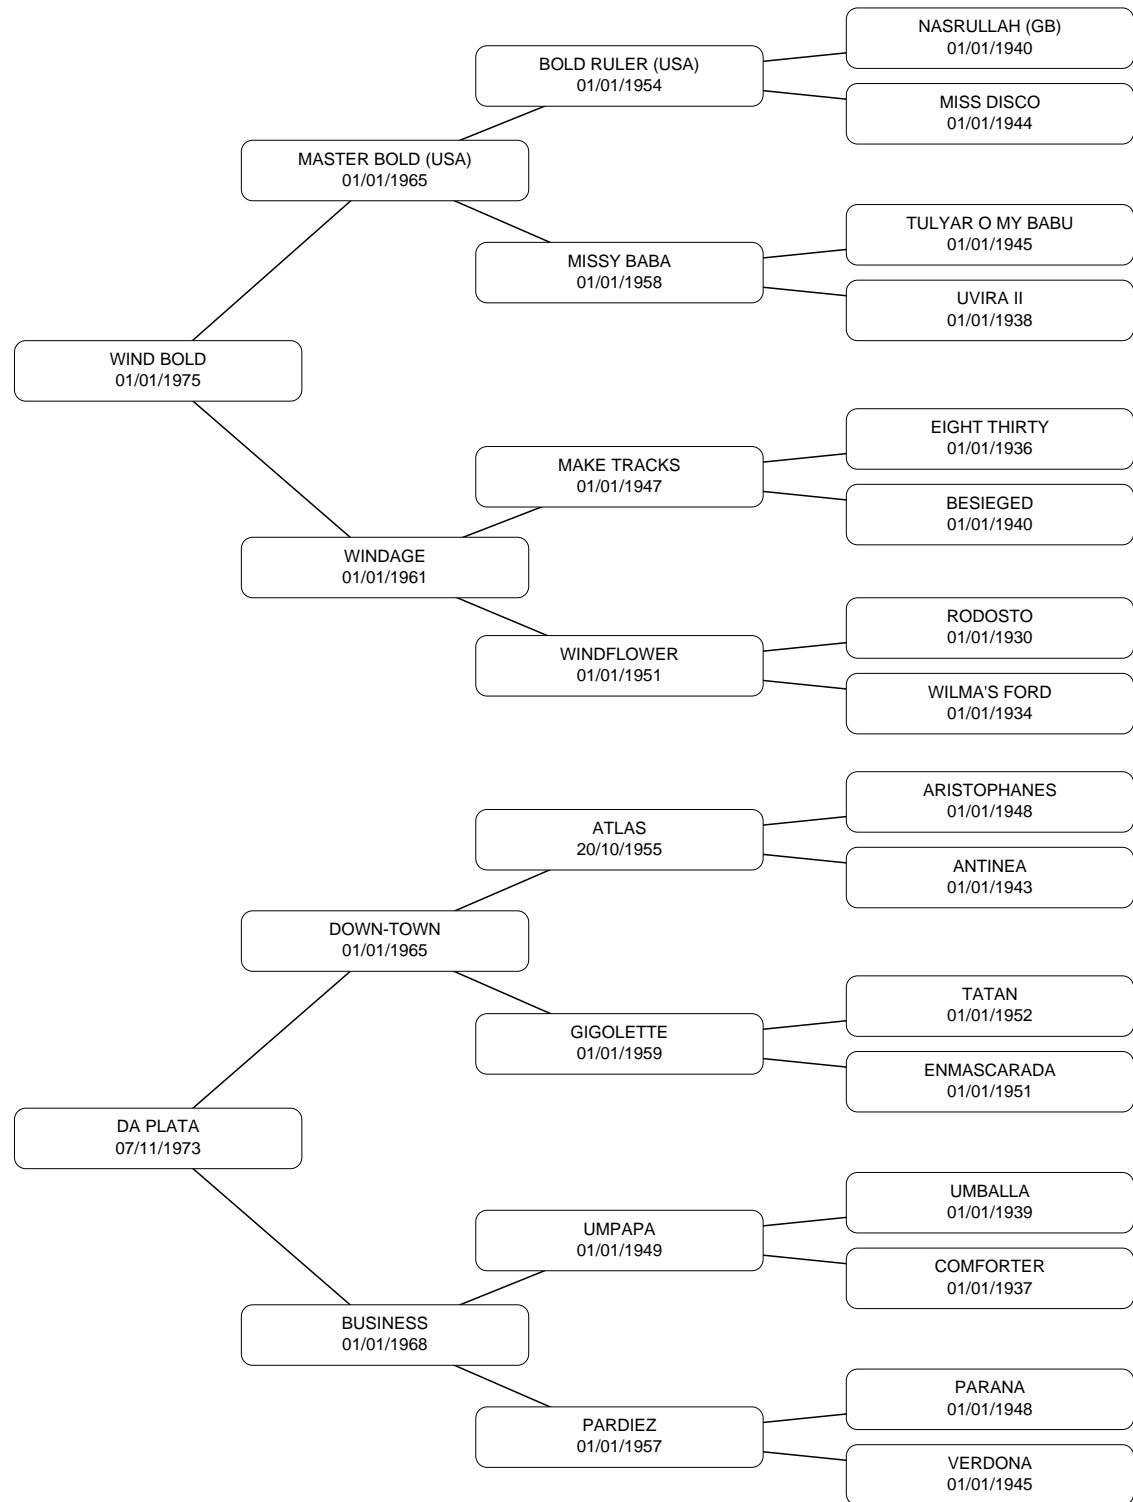 NASRULLAH (GB)
01/01/1940
BOLD RULER (USA)
01/01/1954
MISS DISCO
01/01/1944
MASTER BOLD (USA)
01/01/1965
TULYAR O MY BABU
01/01/1945
MISSY BABA
01/01/1958
UVIRA II
01/01/1938
WIND BOLD
01/01/1975
EIGHT THIRTY
01/01/1936
MAKE TRACKS
01/01/1947
BESIEGED
01/01/1940
WINDAGE
01/01/1961
RODOSTO
01/01/1930
WINDFLOWER
01/01/1951
WILMA'S FORD
01/01/1934
ARISTOPHANES
01/01/1948
ATLAS
20/10/1955
ANTINEA
01/01/1943
DOWN-TOWN
01/01/1965
TATAN
01/01/1952
GIGOLETTE
01/01/1959
ENMASCARADA
01/01/1951
DA PLATA
07/11/1973
UMBALLA
01/01/1939
UMPAPA
01/01/1949
COMFORTER
01/01/1937
BUSINESS
01/01/1968
PARANA
01/01/1948
PARDIEZ
01/01/1957
VERDONA
01/01/1945